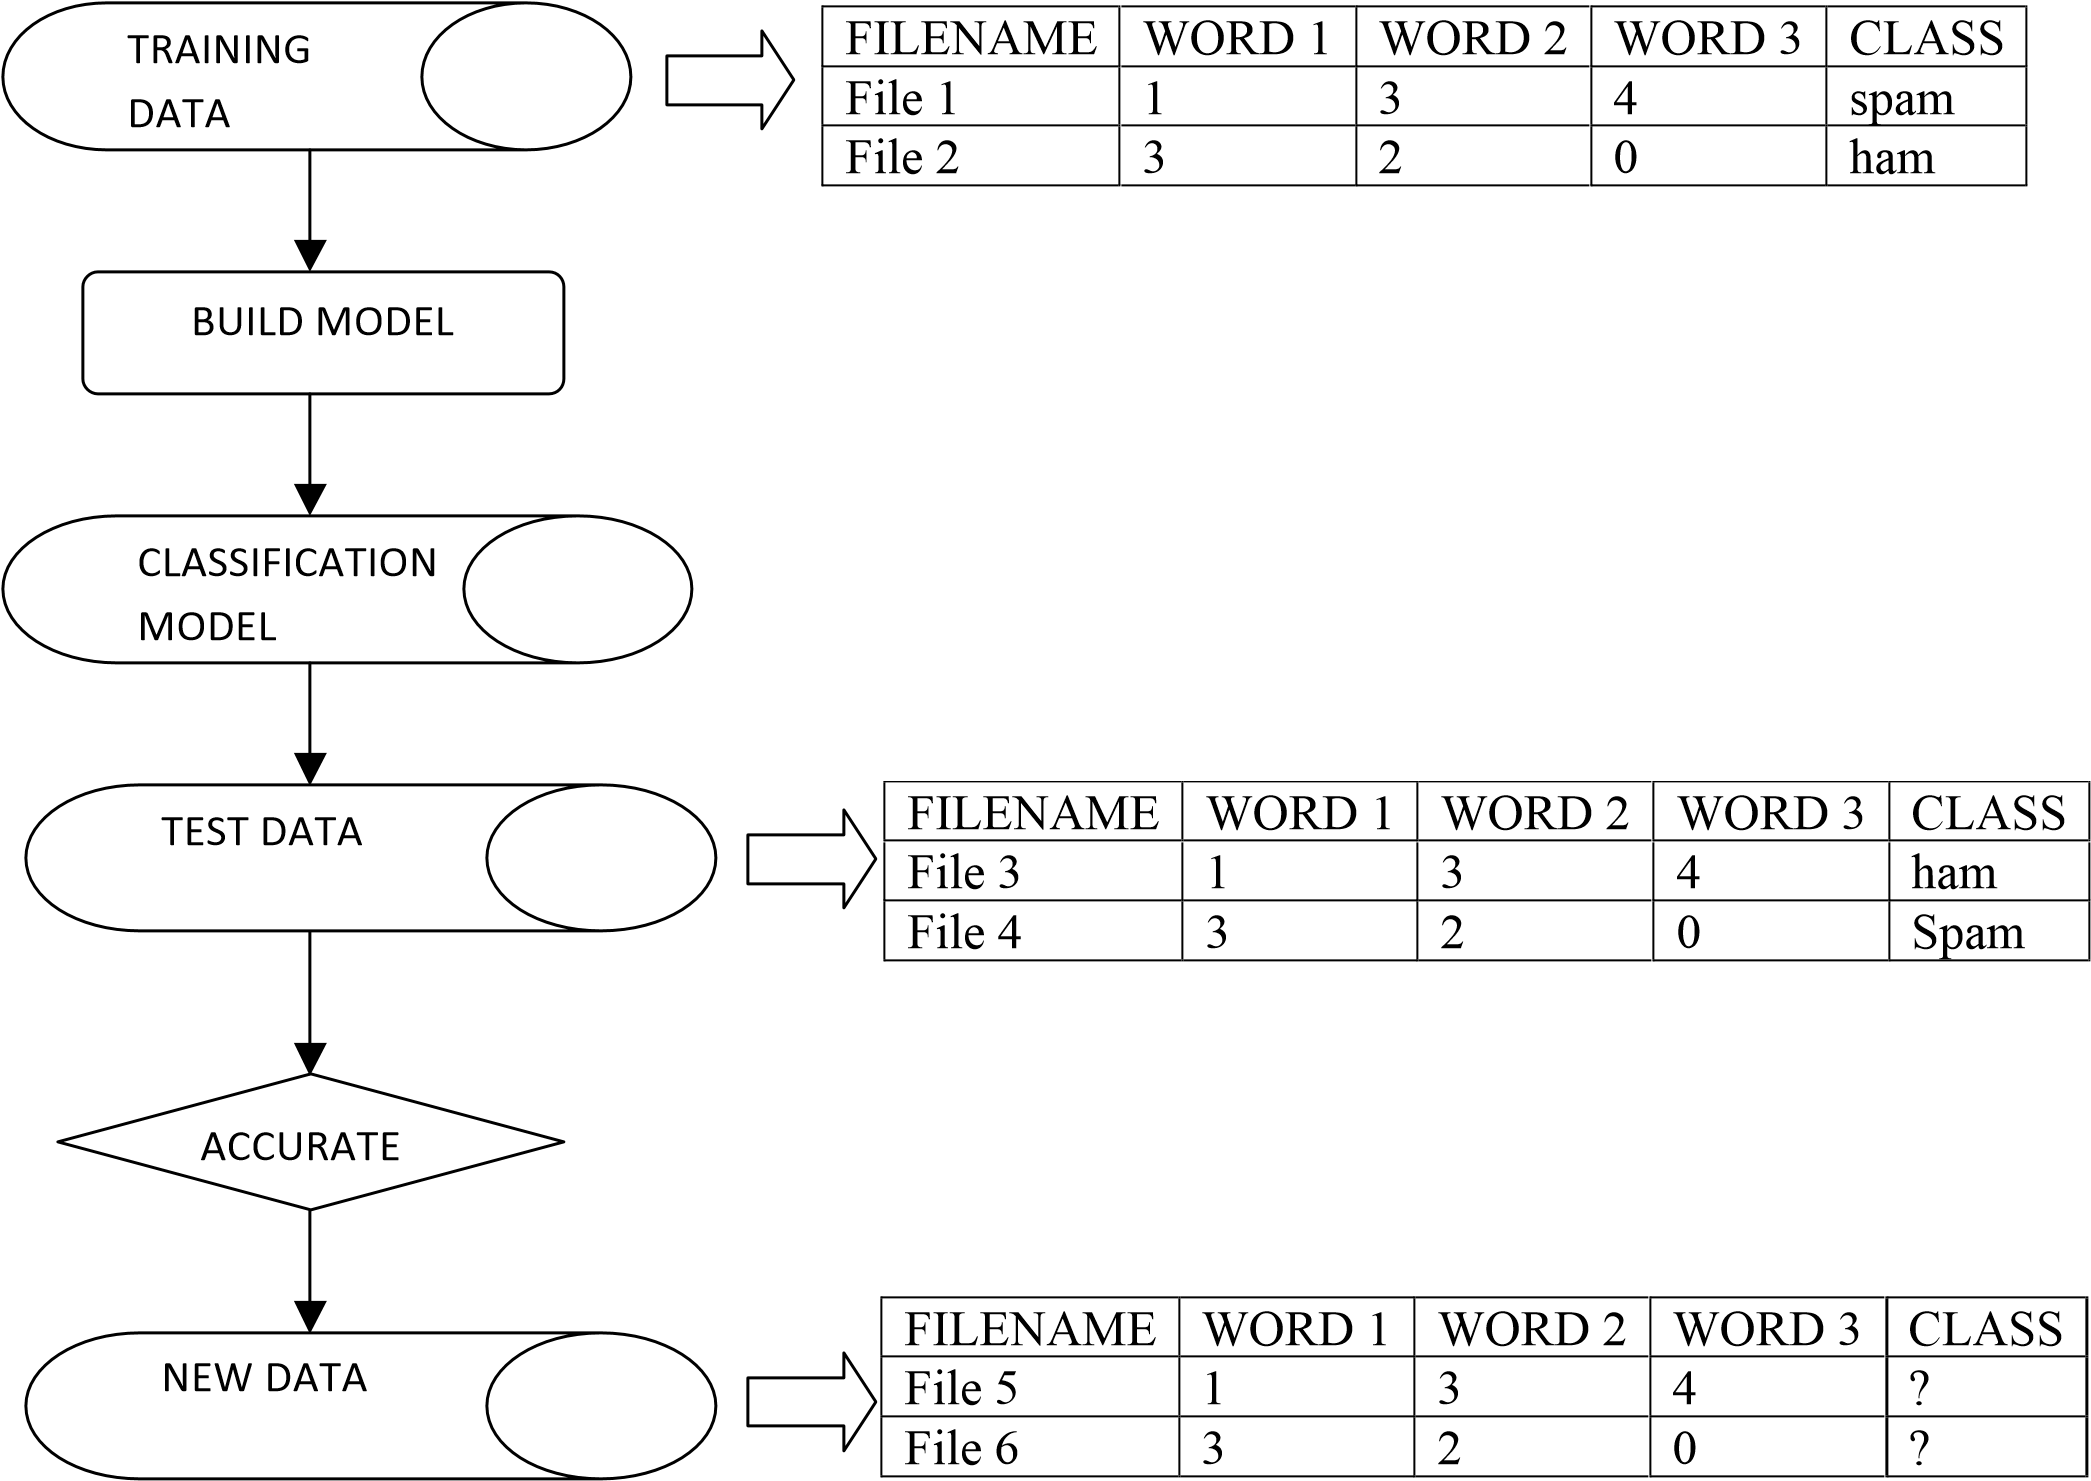 TRAINING
DATA
FILENAME WORD 1 WORD 2 WORD 3 CLASS
File 1 1 3 4 spam
File 2 3 2 0 ham
BUILD MODEL
CLASSIFICATION
MODEL
TEST DATA
FILENAME WORD 1 WORD 2 WORD 3 CLASS
File 3 1 3 4 ham
File 4 3 2 0 Spam
ACCURATE
NEW DATA
FILENAME WORD 1 WORD 2 WORD 3 CLASS
File 5 1 3 4 ?
File 6 3 2 0 ?